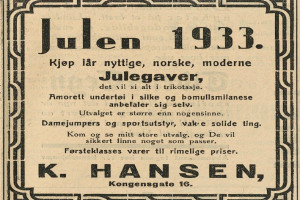 Julen 1933.
Kjøp lår nyttige, norske, moderne
Julegaver,
det vil si alt i trikotasje.
Amorett undertøi i silke og bomullsmilanese
anbefaler sig selv.
Utvalget er større enn nogensinne.
Damejumpers og sportsutstyr, vakre solide ting.
Kom og se mitt store utvalg, og De vil
sikkert finne noget som passer.
Førsteklasses varer til rimelige priser.
K. HANSEN,
Kongensgate 16.